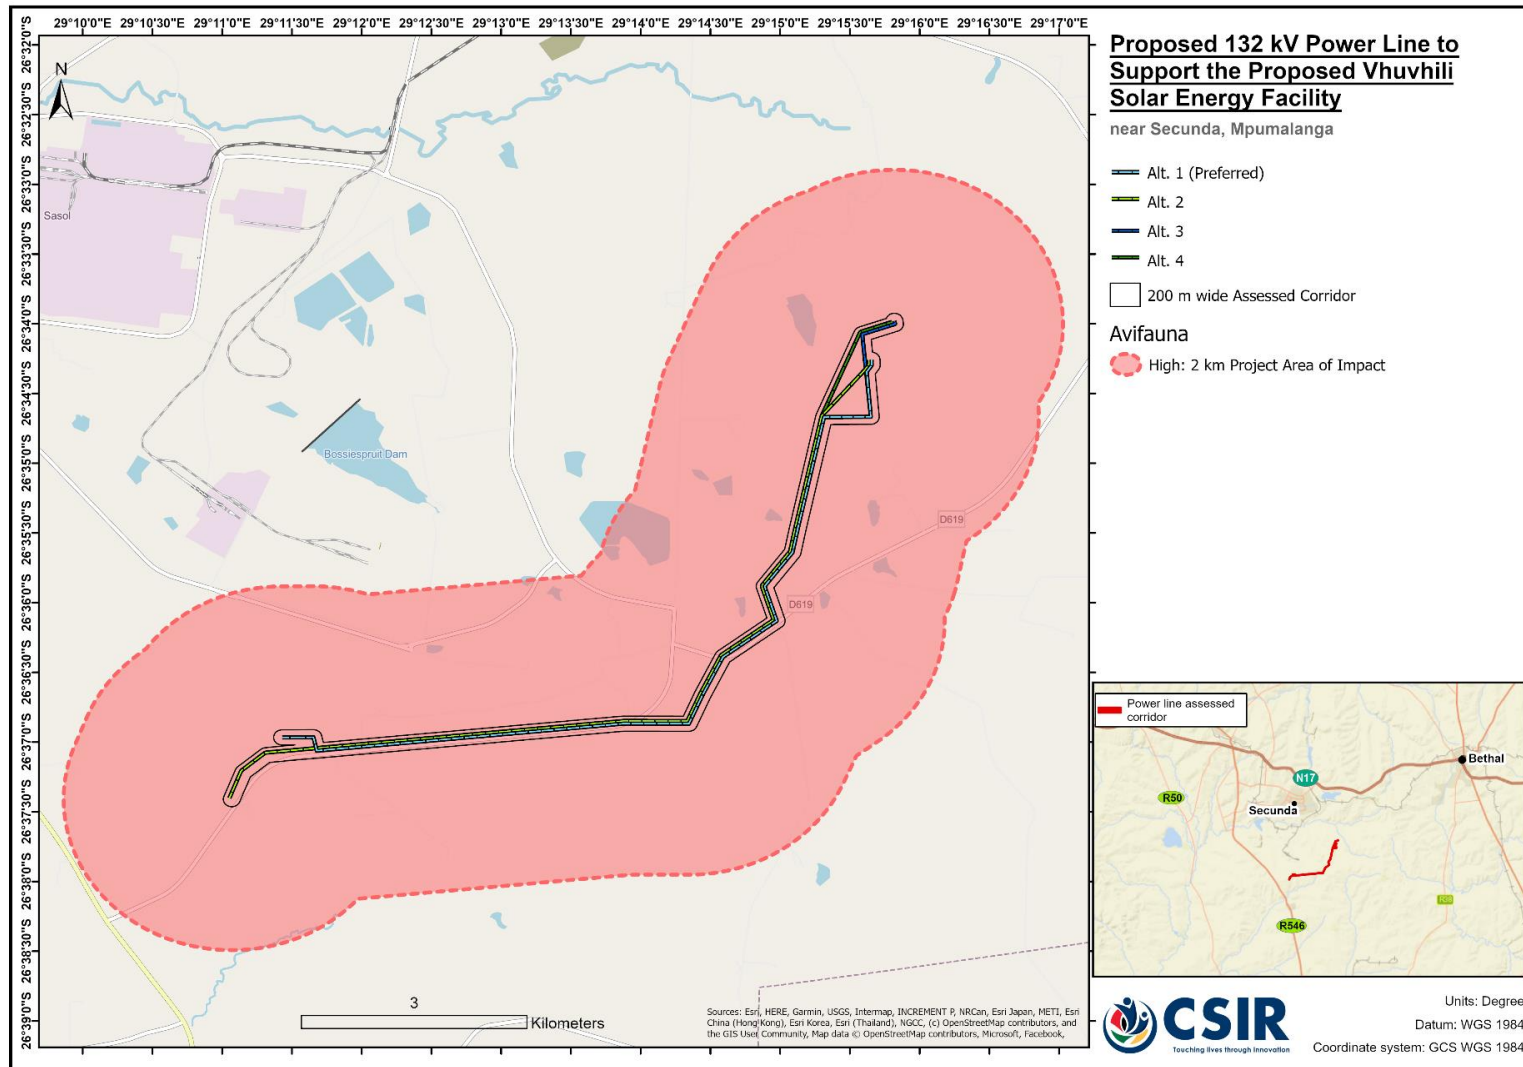 29°10'0"E 29°10'30"E 29°11'0"E 29°11'30"E 29°12'0"E 29°12'30"E 29°13'0"E 29°13'30"E 29°14'0"E 29°14'30"E 29°15'0"E 29°15'30"E 29°16'0"E 29°16'30"E 29°17'0"E
26°32'0"S
26°32'30"S
26°33'0"S
26°33'30"S
26°34'0"S
26°34'30"S
26°35'0"S
26°35'30"S
26°36'0"S
26°36'30"S
26°37'0"S
26°37'30"S
26°38'0"S
26°38'30"S
26°39'0"S
N
Sasol
Bossiespruit Dam
D619
D619
3
Kilometers
Sources: Esri, HERE, Garmin, USGS, Intermap, INCREMENT P, NRCan, Esri Japan, METI, Esri
China (Hong Kong), Esri Korea, Esri (Thailand), NGCC, (c) OpenStreetMap contributors, and
the GIS User Community, Map data © OpenStreetMap contributors, Microsoft, Facebook,
Proposed 132 kV Power Line to
Support the Proposed Vhuvhili
Solar Energy Facility
near Secunda, Mpumalanga
Alt. 1 (Preferred)
Alt. 2
Alt. 3
Alt. 4
200 m wide Assessed Corridor
Avifauna
High: 2 km Project Area of Impact
Power line assessed
corridor
Bethal
N17
R50
Secunda
R546
CSIR
Touching lives through innovation
Units: Degree
Datum: WGS 1984
Coordinate system: GCS WGS 1984